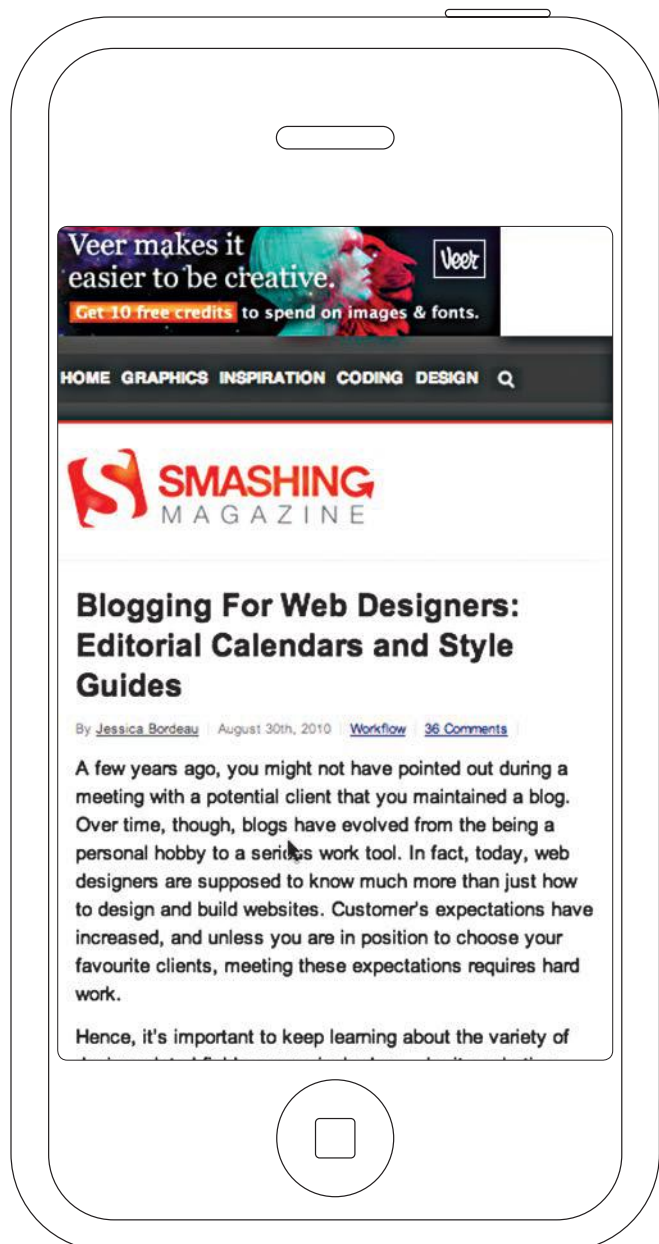 Veer makes it
easier to be creative.
Veer
Get 10 free credits to spend on images & fonts.
HOME GRAPHICS INSPIRATION CODING DESIGN
SMASHING
MAGAZINE
Blogging For Web Designers:
Editorial Calendars and Style
Guides
By Jessica Bordeau August 30th, 2010 Workflow 36 Comments
A few years ago, you might not have pointed out during a
meeting with a potential client that you maintained a blog.
Over time, though, blogs have evolved from the being a
personal hobby to a serious work tool. In fact, today, web
designers are supposed to know much more than just how
to design and build websites. Customer's expectations have
increased, and unless you are in position to choose your
favourite clients, meeting these expectations requires hard
work.
Hence, it's important to keep learning about the variety of